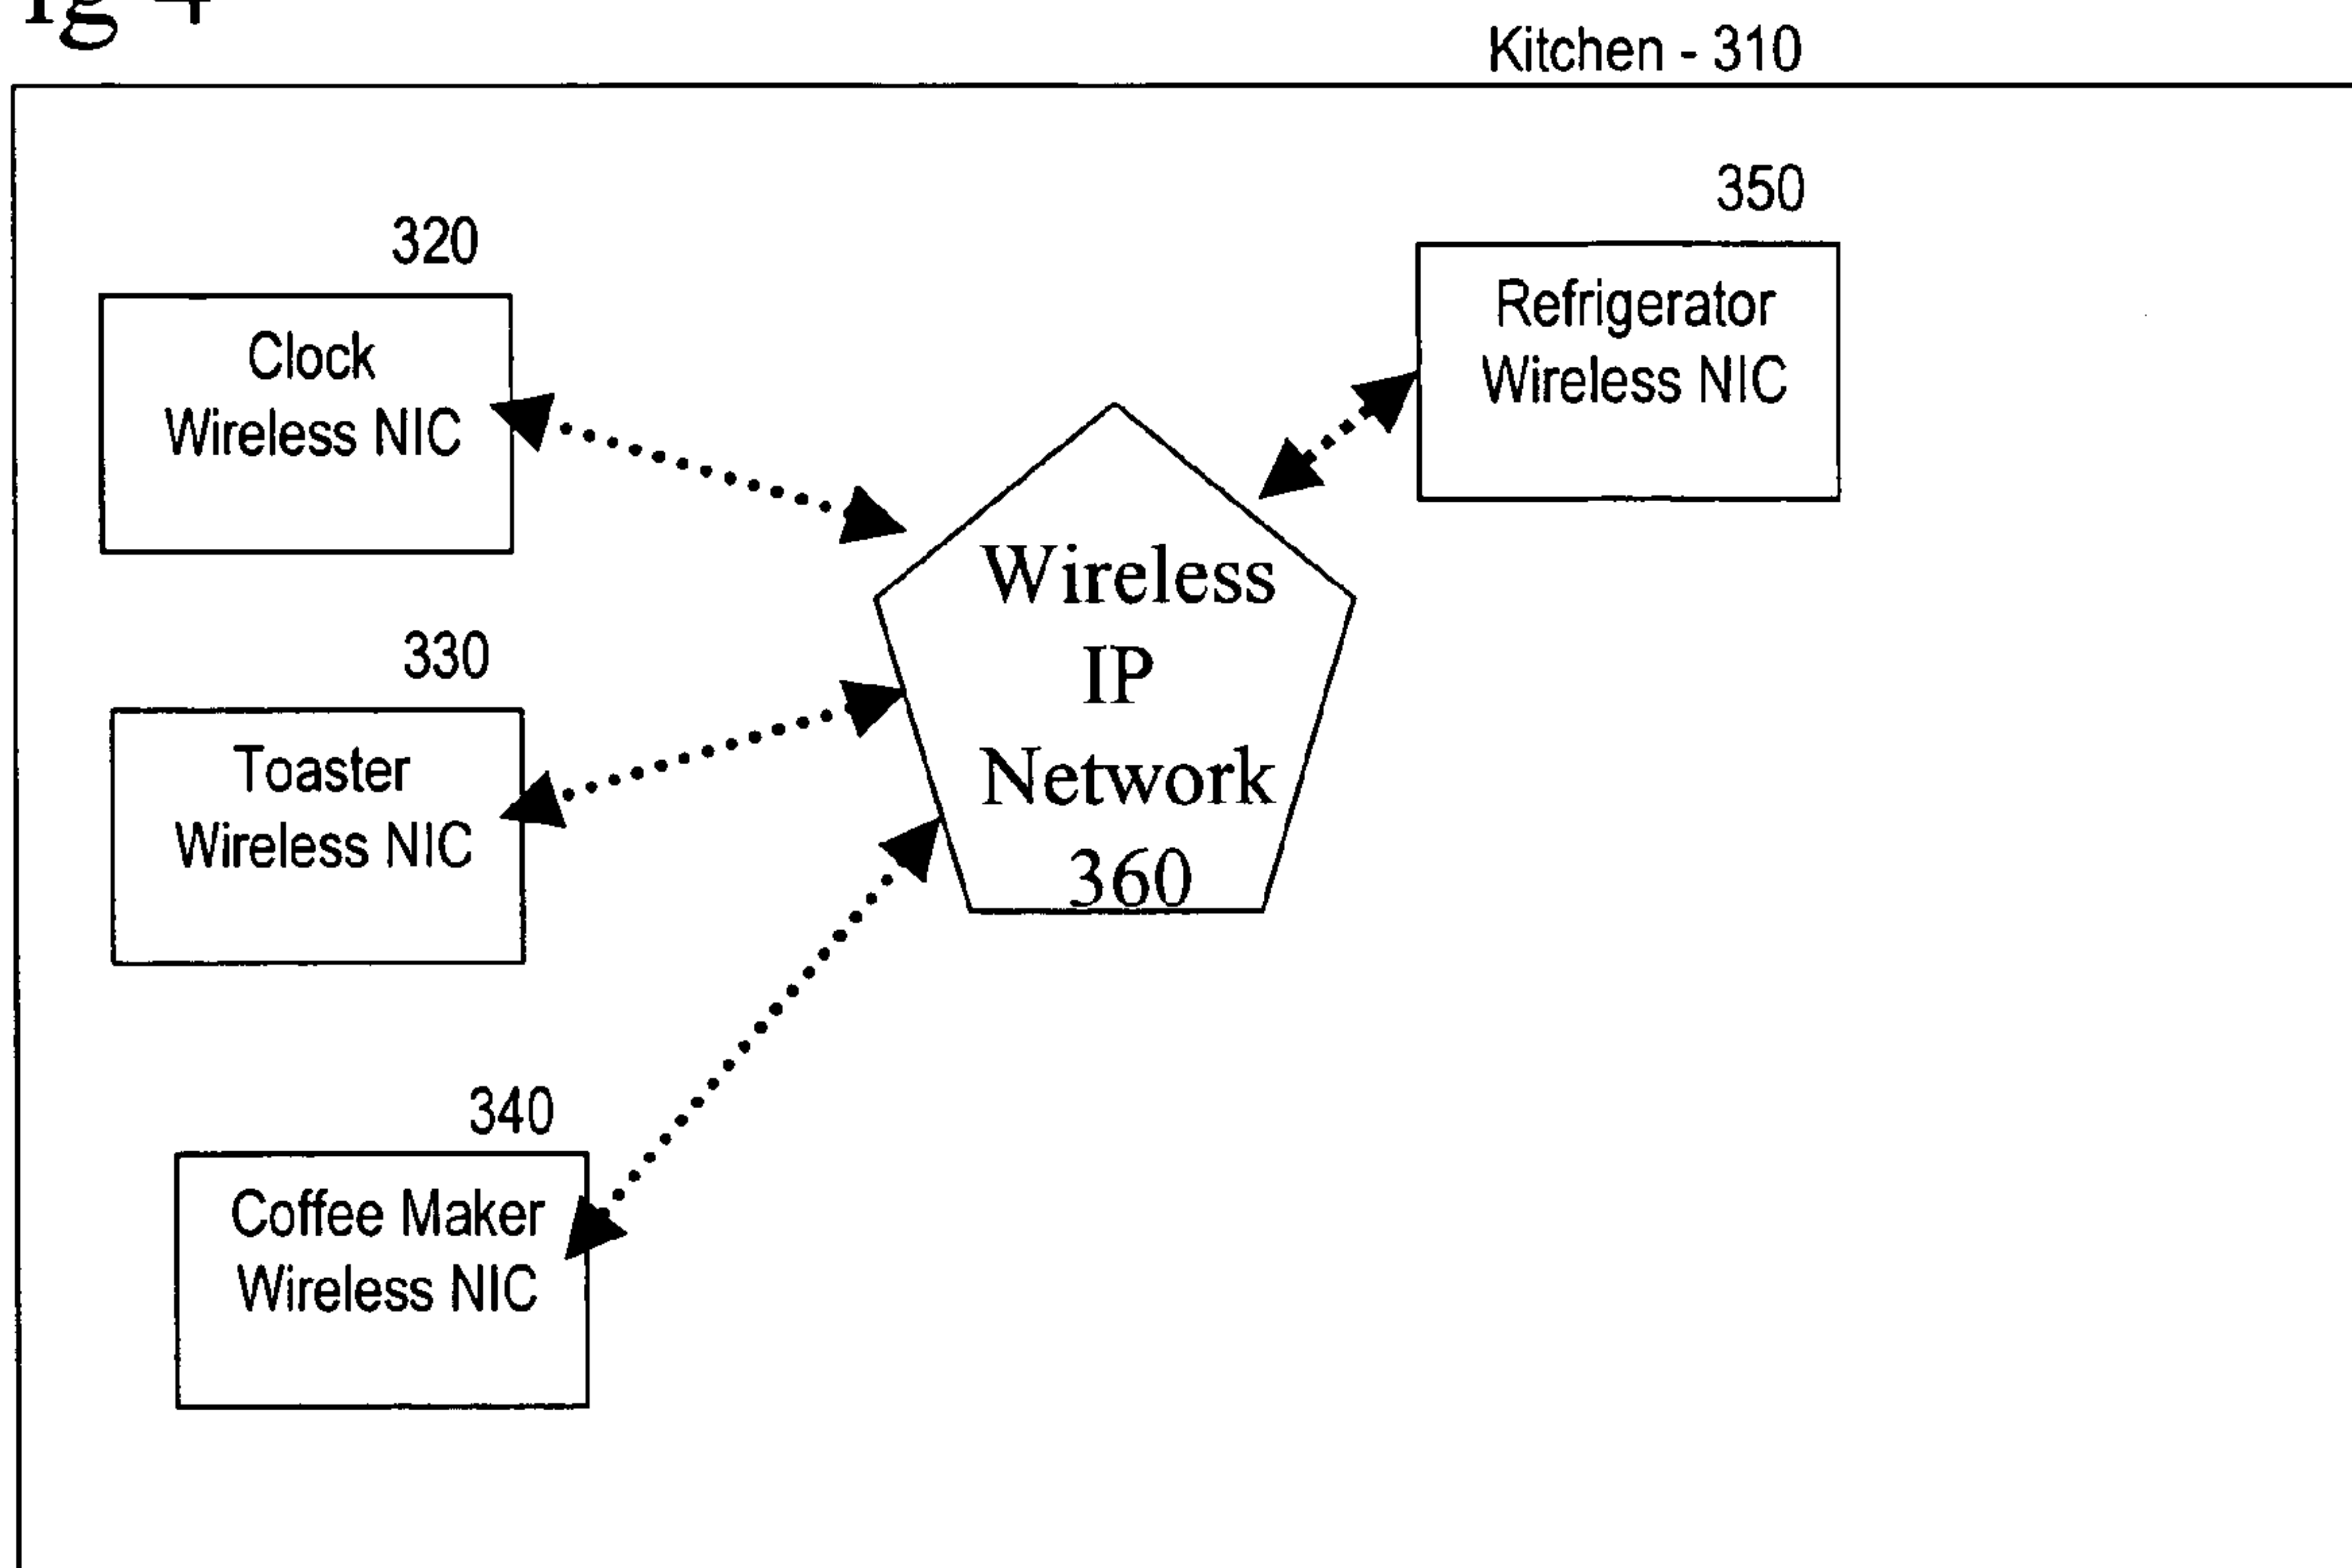 Kitchen - 310
350
320
Refrigerator
Wireless NIC
Clock
Wireless NIC
Wireless
IP
Network
360
330
Toaster
Wireless NIC
340
Coffee Maker
Wireless NIC